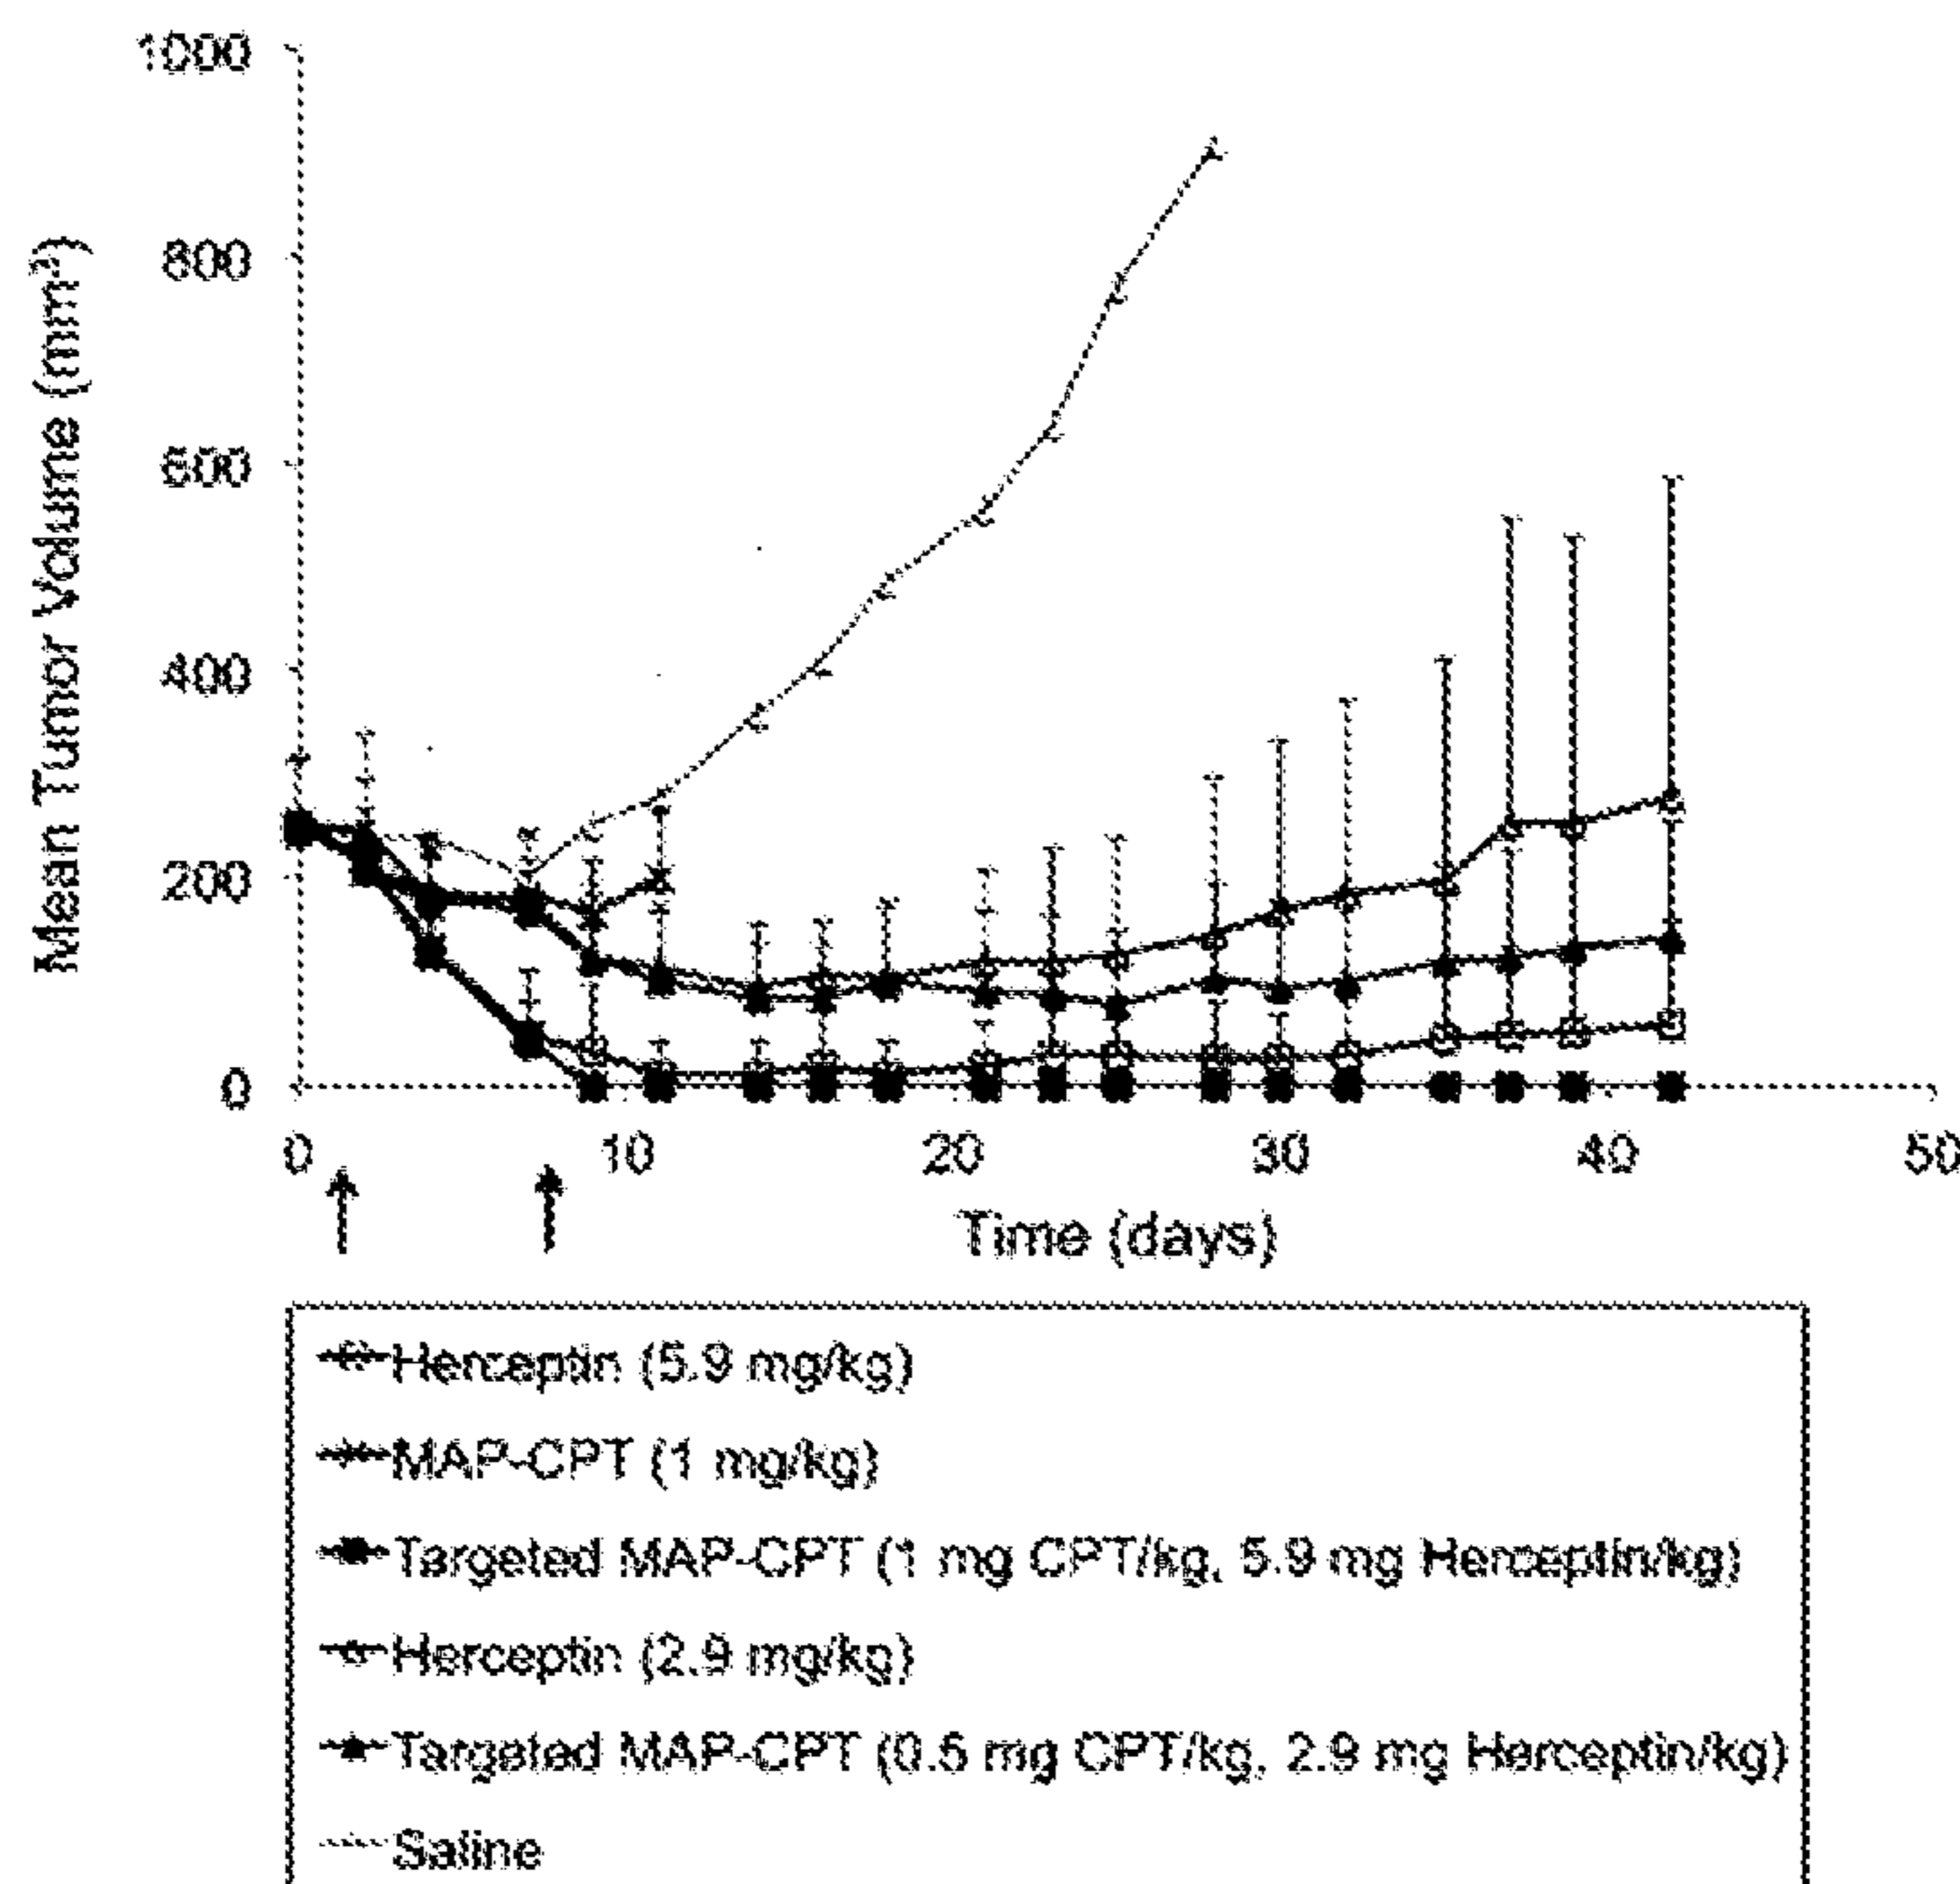 Mean Tumor Volume (mm³)
1000
800
600
400
200
0
0 10 20 30 40 50
Time (days)
Herceptin (5.9 mg/kg)
MAP-CPT (1 mg/kg)
Targeted MAP-CPT (1 mg CPT/kg, 5.9 mg Herceptin/kg)
Herceptin (2.9 mg/kg)
Targeted MAP-CPT (0.5 mg CPT/kg, 2.9 mg Herceptin/kg)
Saline